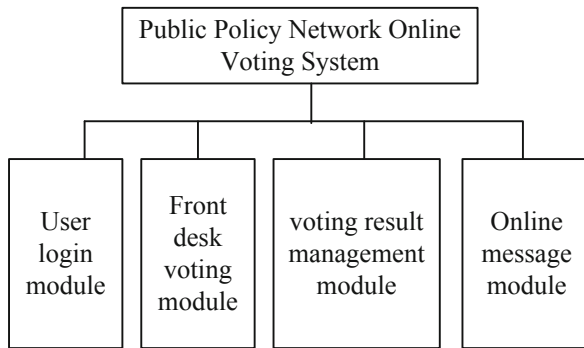 Public Policy Network Online
Voting System
User
login
module
Front
desk
voting
module
voting result
management
module
Online
message
module